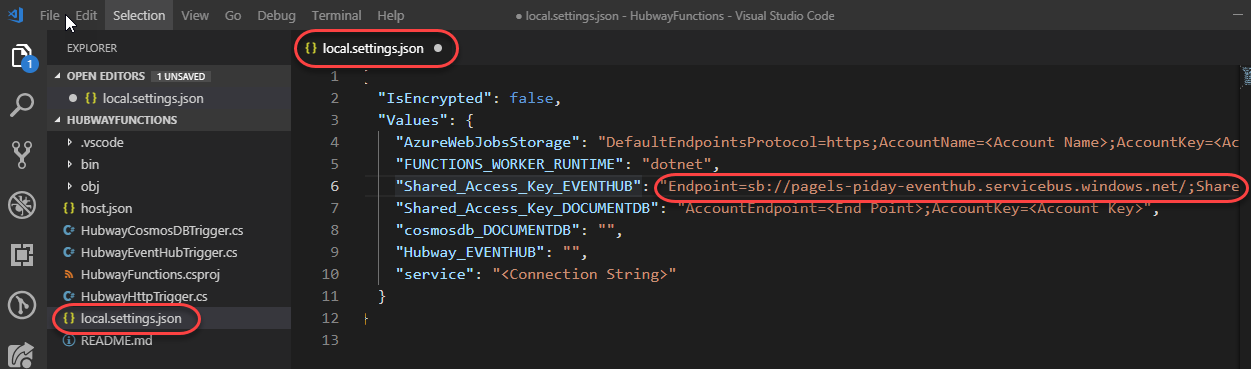 File Edit Selection View Go Debug Terminal Help ● local.settings.json - HubwayFunctions - Visual Studio Code
EXPLORER
OPEN EDITORS 1 UNSAVED
● {} local.settings.json
HUBWAYFUNCTIONS
.vscode
bin
obj
{} host.json
C# HubwayCosmosDBTrigger.cs
C# HubwayEventHubTrigger.cs
HubwayFunctions.csproj
C# HubwayHttpTrigger.cs
{} local.settings.json
README.md
1
{} local.settings.json ●
1 {
2 "IsEncrypted": false,
3 "Values": {
4 "AzureWebJobsStorage": "DefaultEndpointsProtocol=https;AccountName=<Account Name>;AccountKey=<Ac
5 "FUNCTIONS_WORKER_RUNTIME": "dotnet",
6 "Shared_Access_Key_EVENTHUB": "Endpoint=sb://pagels-piday-eventhub.servicebus.windows.net/;Share
7 "Shared_Access_Key_DOCUMENTDB": "AccountEndpoint=<End Point>;AccountKey=<Account Key>",
8 "cosmosdb_DOCUMENTDB": "",
9 "Hubway_EVENTHUB": "",
10 "service": "<Connection String>"
11 }
12 }
13